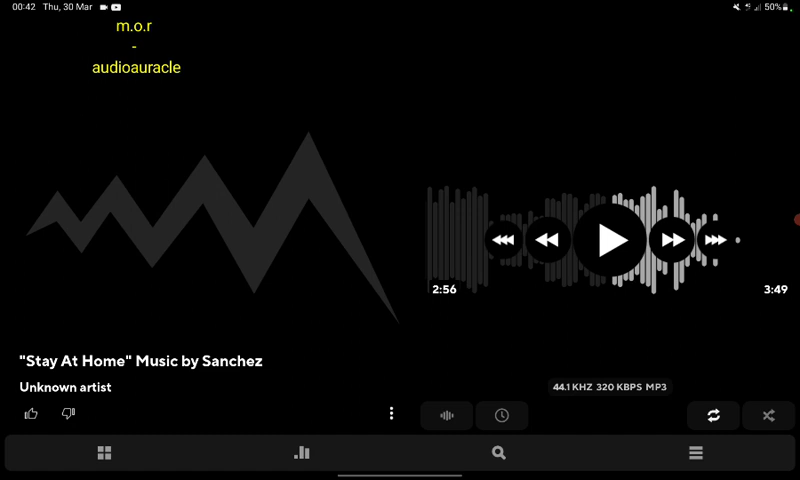 00:42 Thu, 30 Mar
50%
m.o.r
-
audioauracle
2:56
3:49
"Stay At Home" Music by Sanchez
Unknown artist
44.1 KHZ 320 KBPS MP3